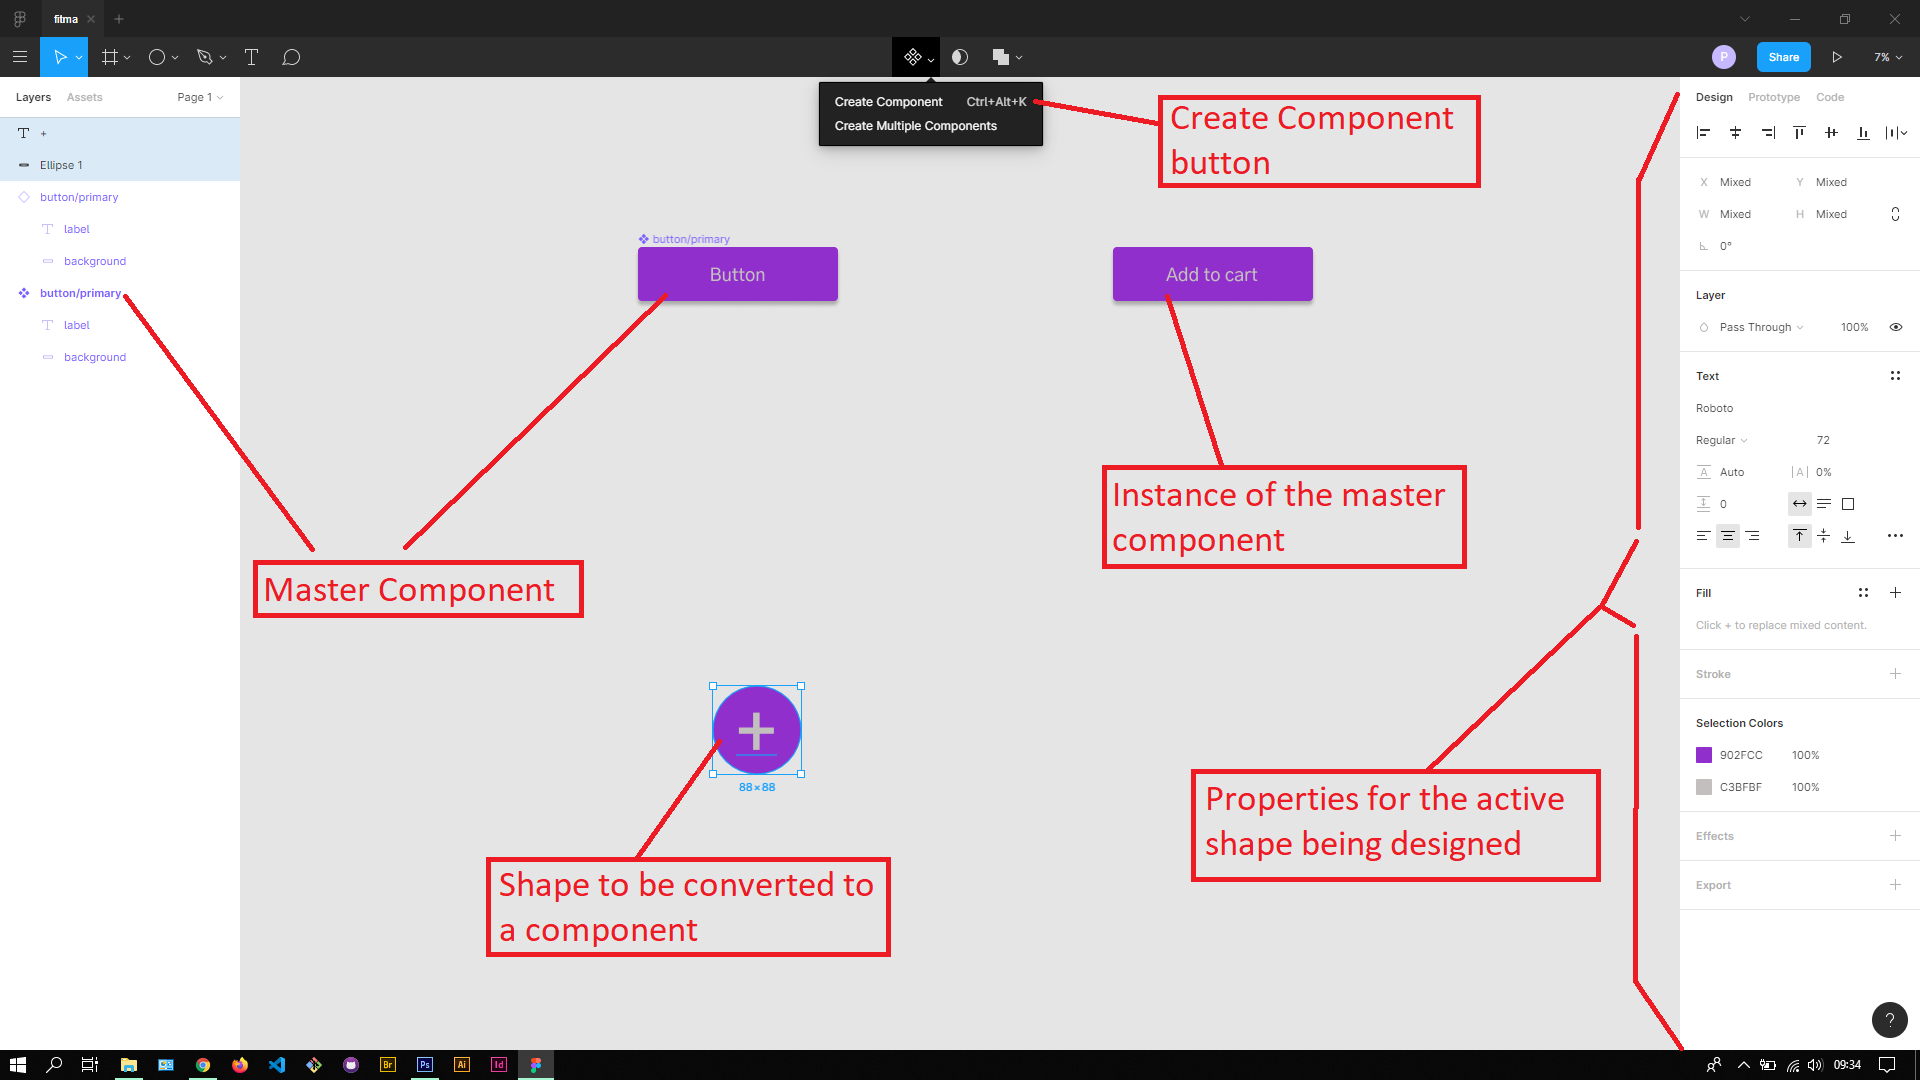 fitma
P
Share
7%
Layers
Assets
Page 1
Create Component Ctrl+Alt+K
Create Multiple Components
Create Component
button
Design
Prototype
Code
+
Ellipse 1
button/primary
label
background
button/primary
label
background
button/primary
Button
Add to cart
X Mixed
Y Mixed
W Mixed
H Mixed
0°
Layer
Pass Through
100%
Text
Roboto
Regular
72
Auto
|A| 0%
0
Master Component
Instance of the master
component
Fill
Click + to replace mixed content.
Stroke
Selection Colors
902FCC 100%
C3BFBF 100%
Effects
Export
+
88 × 88
Shape to be converted to
a component
Properties for the active
shape being designed
?
Br
Ps
Ai
Id
09:34